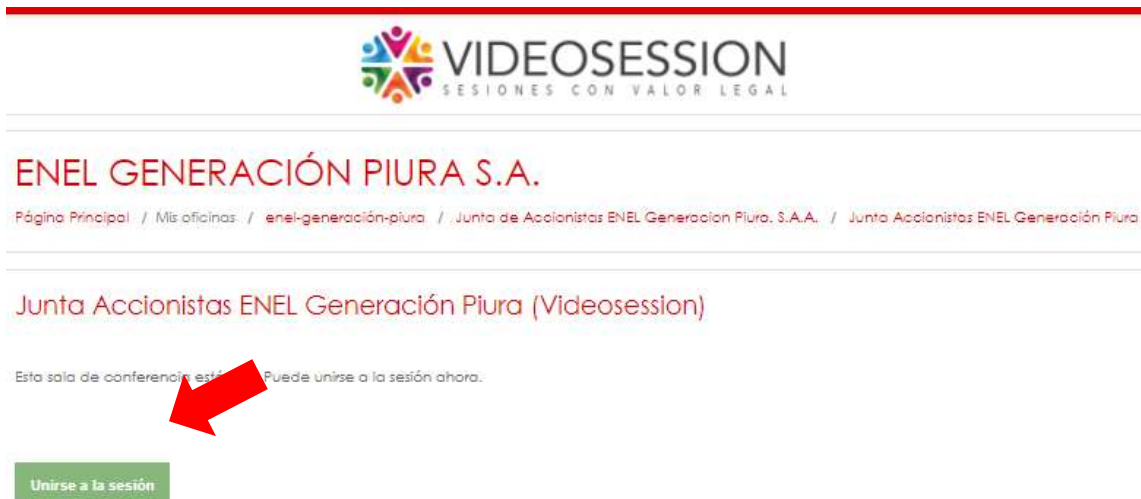 VIDEOSESSION
SESIONES CON VALOR LEGAL
ENEL GENERACIÓN PIURA S.A.
Página Principal / Mis oficinas / enel-generación-piura / Junta de Accionistas ENEL Generacion Piura. S.A.A. / Junta Accionistas ENEL Generación Piura
Junta Accionistas ENEL Generación Piura (Videosession)
Esta sala de conferencia está Puede unirse a la sesión ahora.
Unirse a la sesión